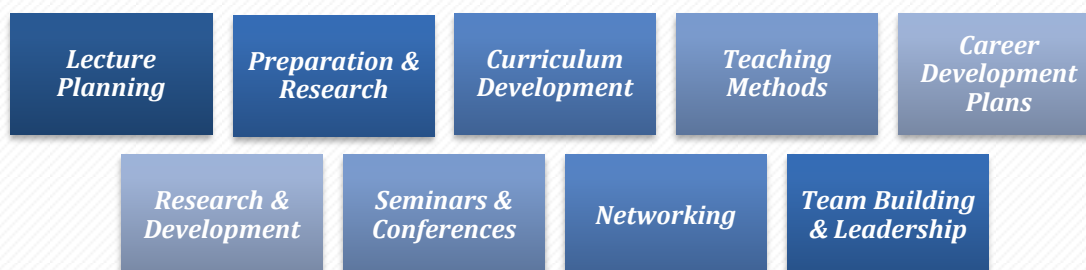 Lecture
Planning
Preparation &
Research
Curriculum
Development
Teaching
Methods
Career
Development
Plans
Research &
Development
Seminars &
Conferences
Networking
Team Building
& Leadership